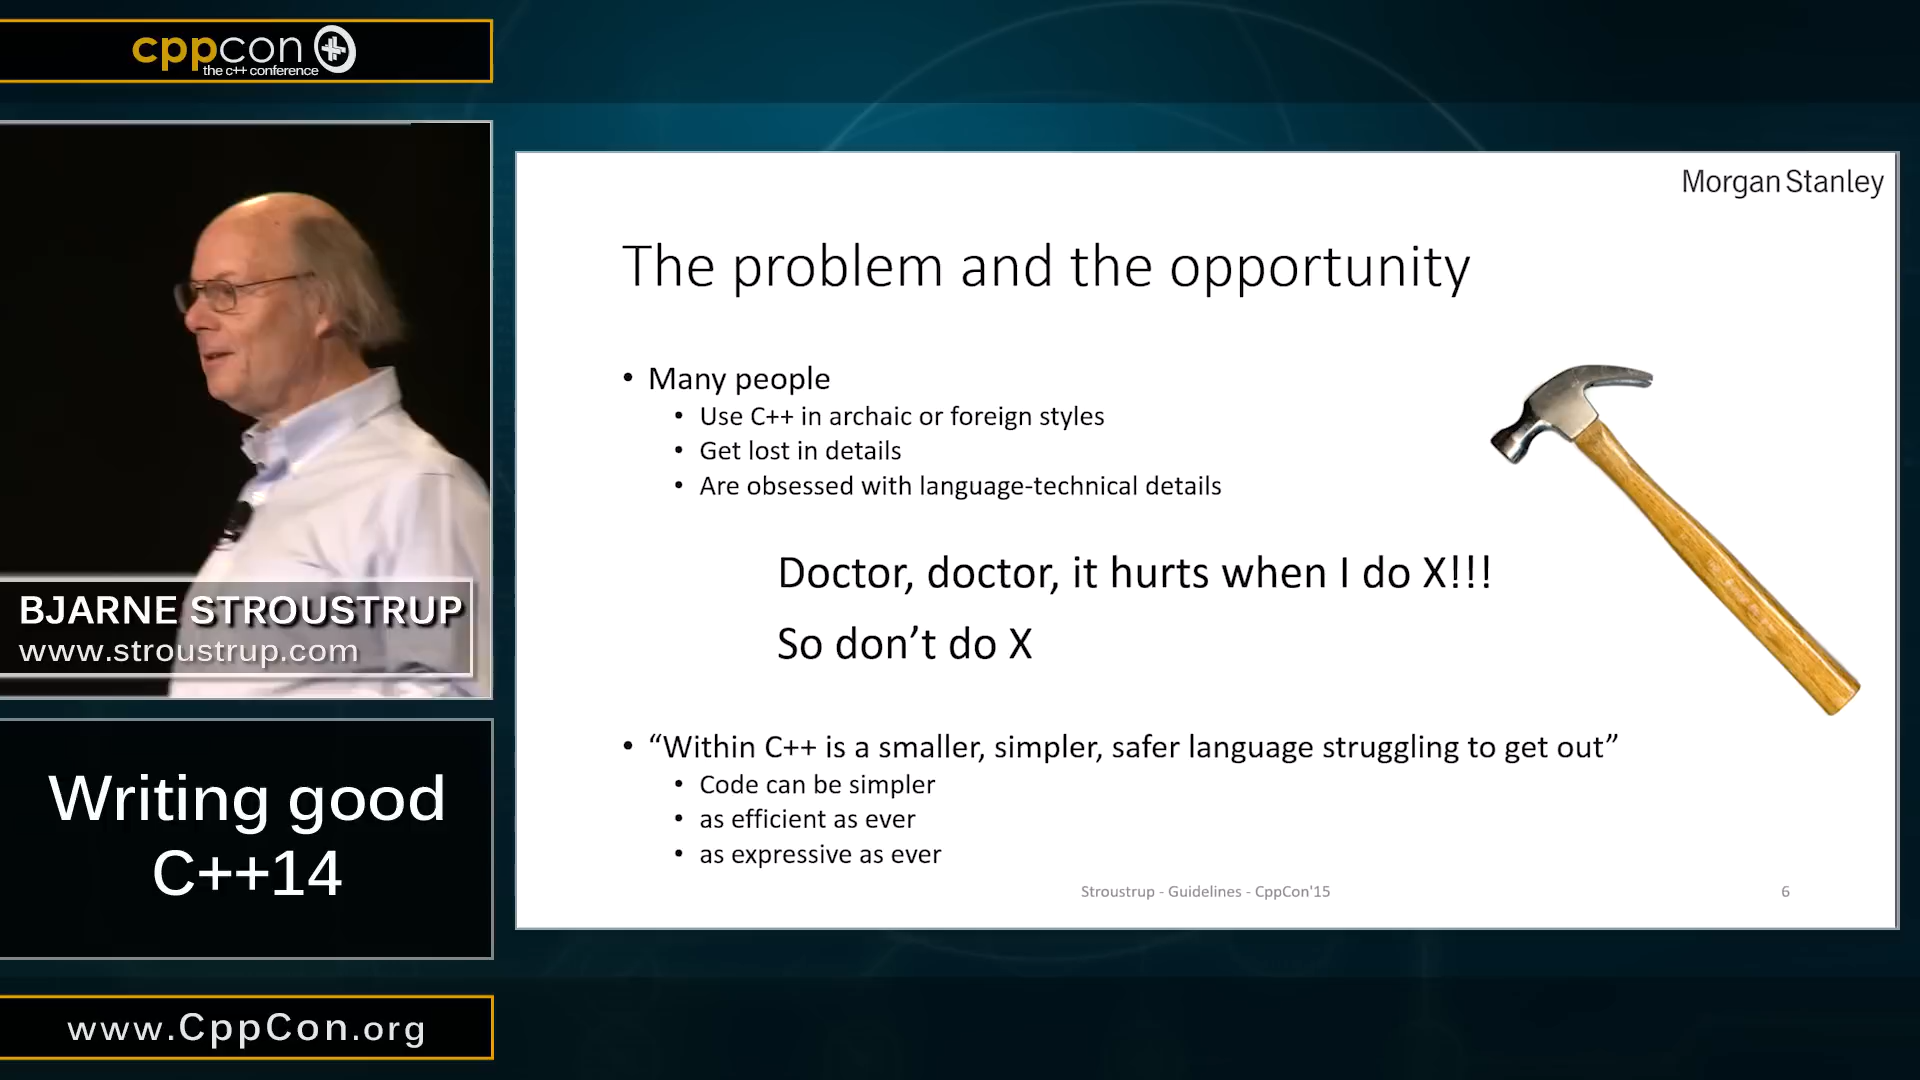 cppcon
the c++ conference
BJARNE STROUSTRUP
www.stroustrup.com
Writing good
C++14
www.CppCon.org
Morgan Stanley
The problem and the opportunity
• Many people
• Use C++ in archaic or foreign styles
• Get lost in details
• Are obsessed with language-technical details
Doctor, doctor, it hurts when I do X!!!
So don’t do X
• “Within C++ is a smaller, simpler, safer language struggling to get out”
• Code can be simpler
• as efficient as ever
• as expressive as ever
Stroustrup - Guidelines - CppCon'15
6